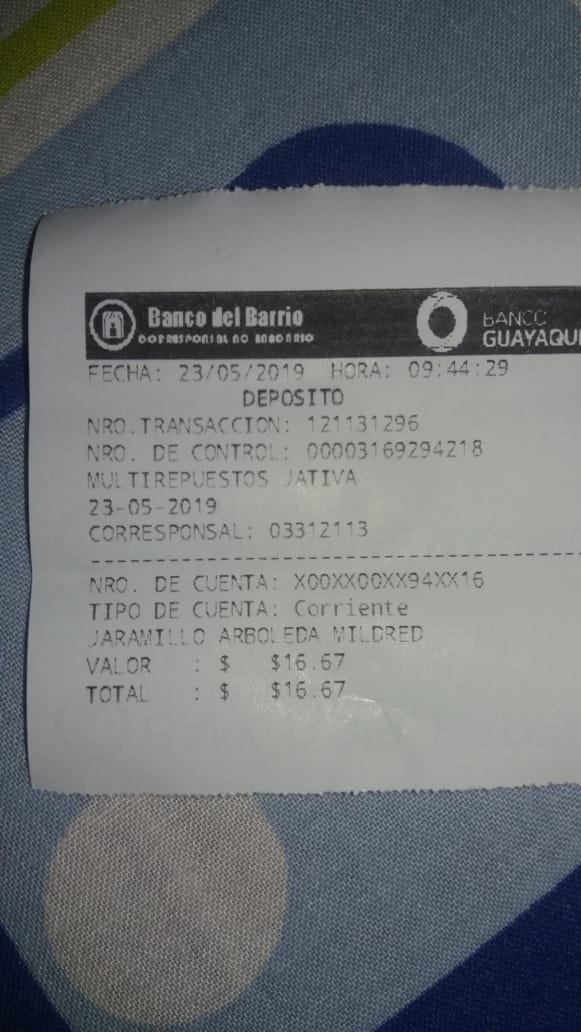 Banco del Barrio
CORRESPONSAL NO BANCARIO
BANCO
GUAYAQUI
FECHA: 23/05/2019 HORA: 09:44:29
DEPOSITO
NRO.TRANSACCION: 121131296
NRO. DE CONTROL: 00003169294218
MULTIREPUESTOS JATIVA
23-05-2019
CORRESPONSAL: 03312113
NRO. DE CUENTA: X00XX00XX94XX16
TIPO DE CUENTA: Corriente
JARAMILLO ARBOLEDA MILDRED
VALOR : $ $16.67
TOTAL : $ $16.67